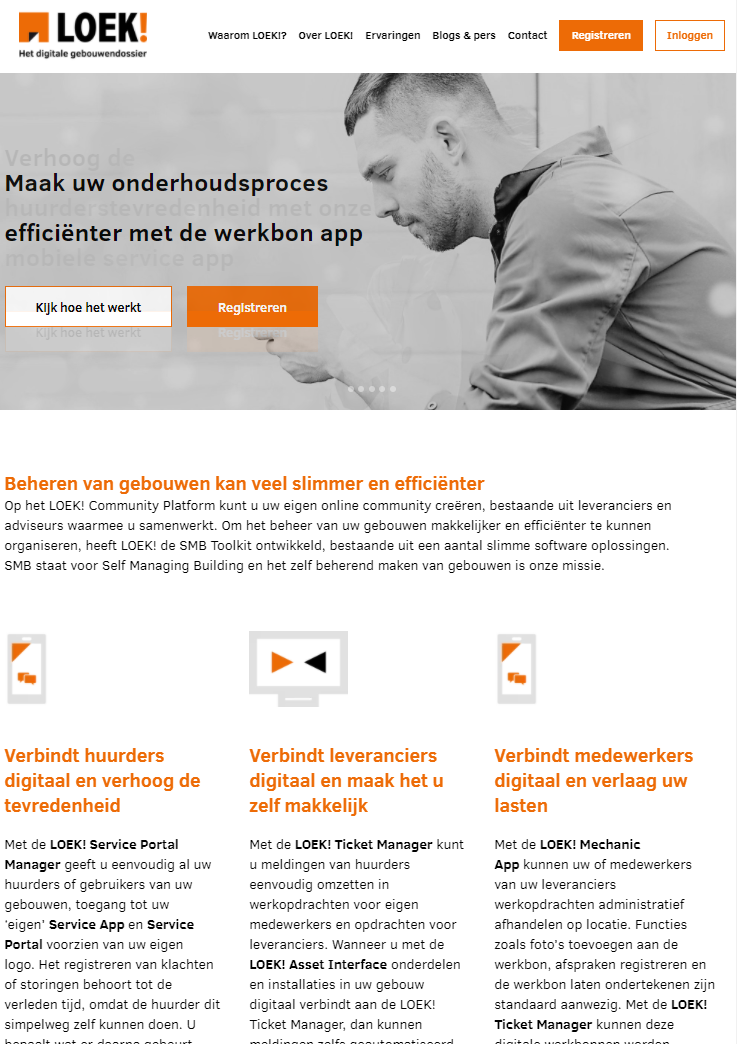 LOEK!
Het digitale gebouwendossier
Waarom LOEK!? Over LOEK! Ervaringen Blogs & pers Contact Registreren Inloggen
Verhoog de
Maak uw onderhoudsproces
huurderstevredenheid met onze
efficiënter met de werkbon app
mobiele service app
Kijk hoe het werkt Registreren
Kijk hoe het werkt Registreren
Beheren van gebouwen kan veel slimmer en efficiënter
Op het LOEK! Community Platform kunt u uw eigen online community creëren, bestaande uit leveranciers en
adviseurs waarmee u samenwerkt. Om het beheer van uw gebouwen makkelijker en efficiënter te kunnen
organiseren, heeft LOEK! de SMB Toolkit ontwikkeld, bestaande uit een aantal slimme software oplossingen.
SMB staat voor Self Managing Building en het zelf beherend maken van gebouwen is onze missie.
Verbindt huurders
digitaal en verhoog de
tevredenheid
Met de LOEK! Service Portal
Manager geeft u eenvoudig al uw
huurders of gebruikers van uw
gebouwen, toegang tot uw
'eigen' Service App en Service
Portal voorzien van uw eigen
logo. Het registreren van klachten
of storingen behoort tot de
verleden tijd, omdat de huurder dit
simpelweg zelf kunnen doen. U
bepaalt wat er daarna gebeurt
Verbindt leveranciers
digitaal en maak het u
zelf makkelijk
Met de LOEK! Ticket Manager kunt
u meldingen van huurders
eenvoudig omzetten in
werkopdrachten voor eigen
medewerkers en opdrachten voor
leveranciers. Wanneer u met de
LOEK! Asset Interface onderdelen
en installaties in uw gebouw
digitaal verbindt aan de LOEK!
Ticket Manager, dan kunnen
meldingen zelfs geautomatiseerd
Verbindt medewerkers
digitaal en verlaag uw
lasten
Met de LOEK! Mechanic
App kunnen uw of medewerkers
van uw leveranciers
werkopdrachten administratief
afhandelen op locatie. Functies
zoals foto's toevoegen aan de
werkbon, afspraken registreren en
de werkbon laten ondertekenen zijn
standaard aanwezig. Met de LOEK!
Ticket Manager kunnen deze
digitale werkbonnen worden